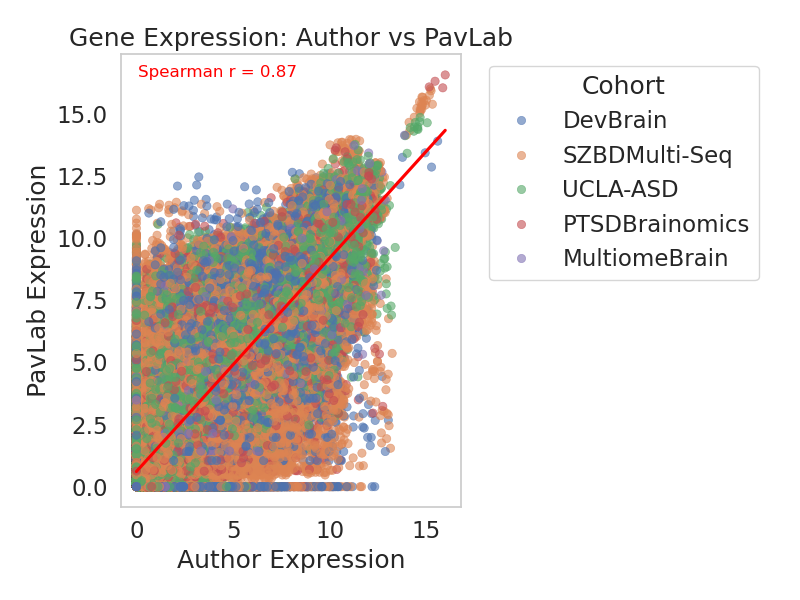 Gene Expression: Author vs PavLab
Spearman r = 0.87
PavLab Expression
15.0
12.5
10.0
7.5
5.0
2.5
0.0
0 5 10 15
Author Expression
Cohort
DevBrain
SZBDMulti-Seq
UCLA-ASD
PTSDBrainomics
MultiomeBrain